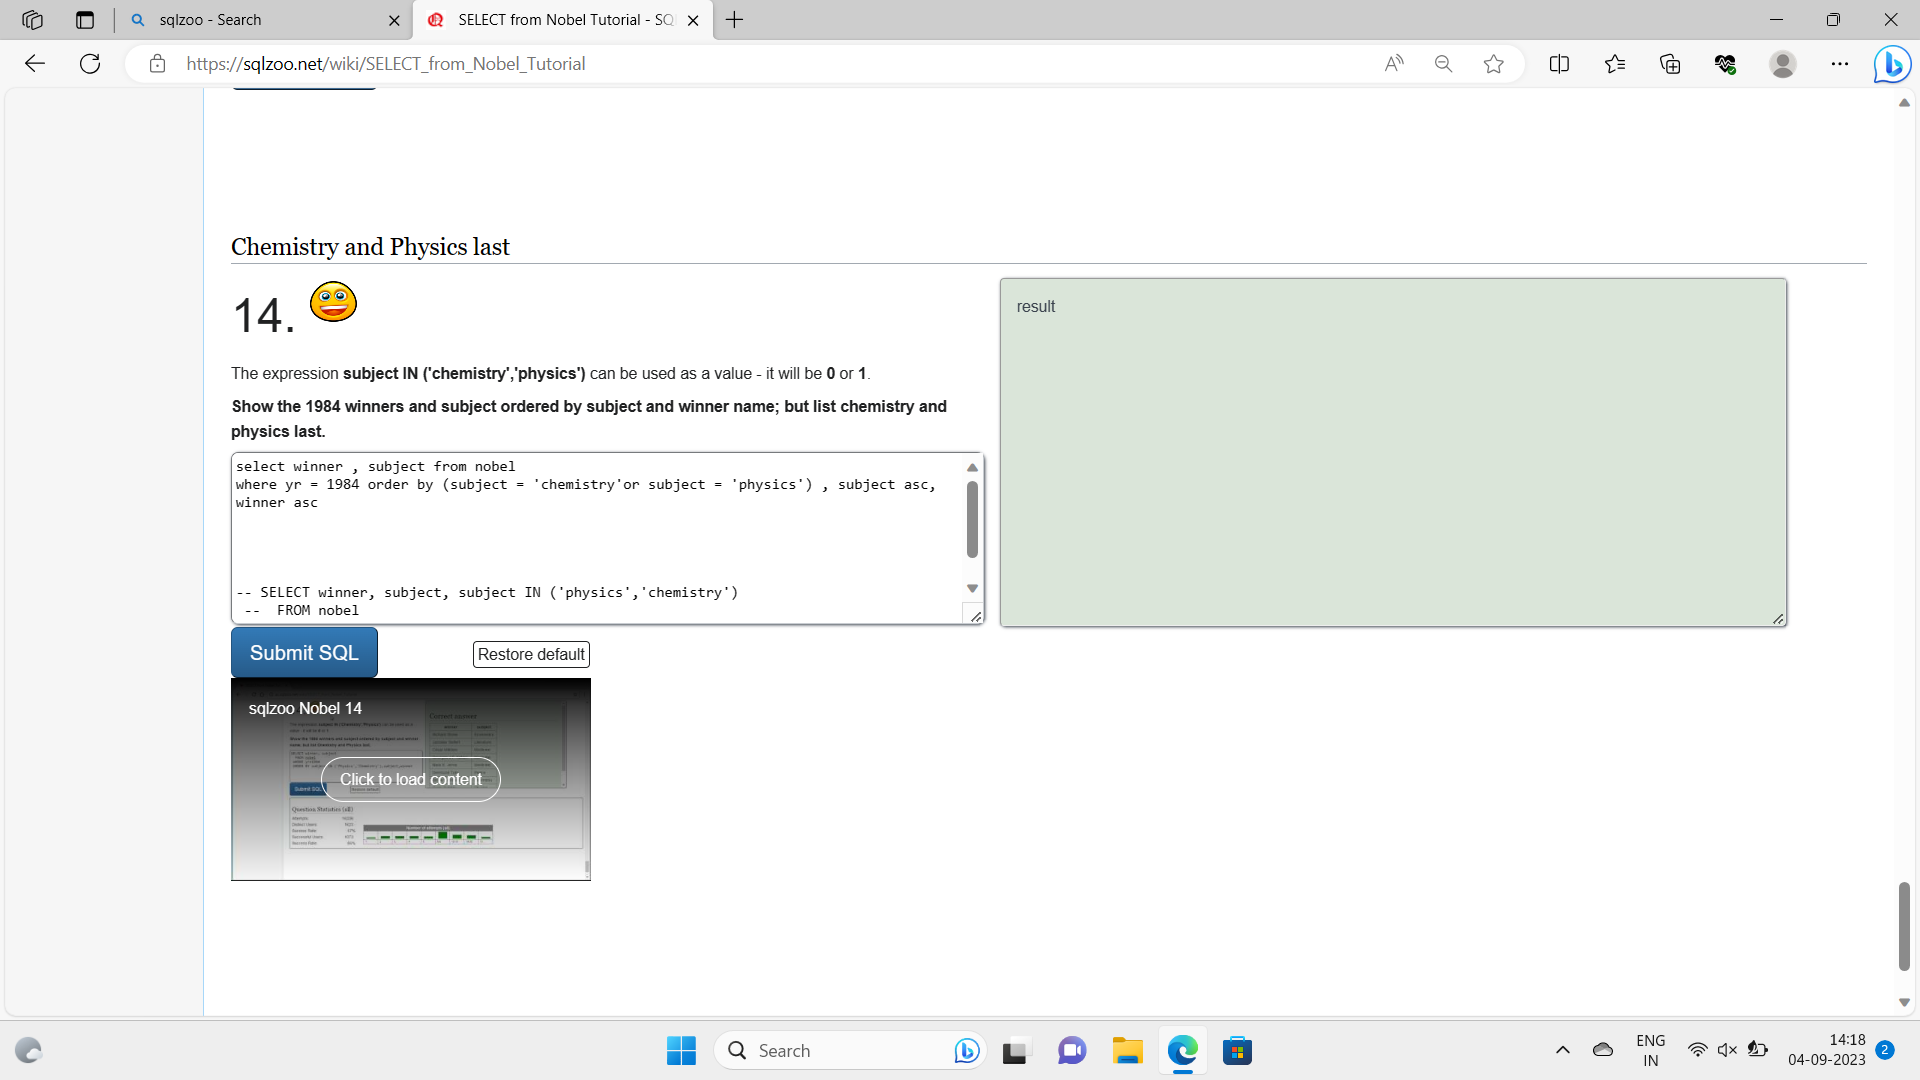 sqlzoo - Search
SELECT from Nobel Tutorial - SQ
https://sqlzoo.net/wiki/SELECT_from_Nobel_Tutorial
Chemistry and Physics last
14.
The expression subject IN ('chemistry','physics') can be used as a value - it will be 0 or 1.
Show the 1984 winners and subject ordered by subject and winner name; but list chemistry and
physics last.
select winner , subject from nobel
where yr = 1984 order by (subject = 'chemistry'or subject = 'physics') , subject asc,
winner asc
-- SELECT winner, subject, subject IN ('physics','chemistry')
--  FROM nobel
result
Submit SQL
Restore default
sqlzoo Nobel 14
Click to load content
Search
ENG
IN
14:18
04-09-2023
2